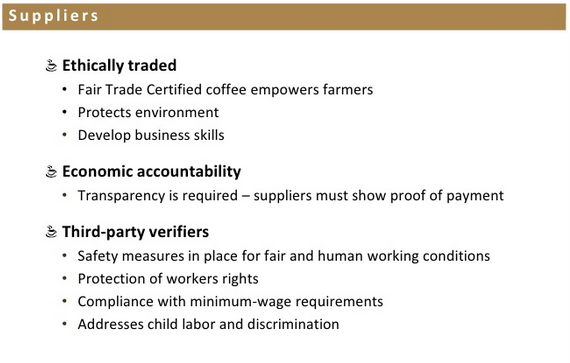 Suppliers
Ethically traded
• Fair Trade Certified coffee empowers farmers
• Protects environment
• Develop business skills
Economic accountability
• Transparency is required – suppliers must show proof of payment
Third-party verifiers
• Safety measures in place for fair and human working conditions
• Protection of workers rights
• Compliance with minimum-wage requirements
• Addresses child labor and discrimination